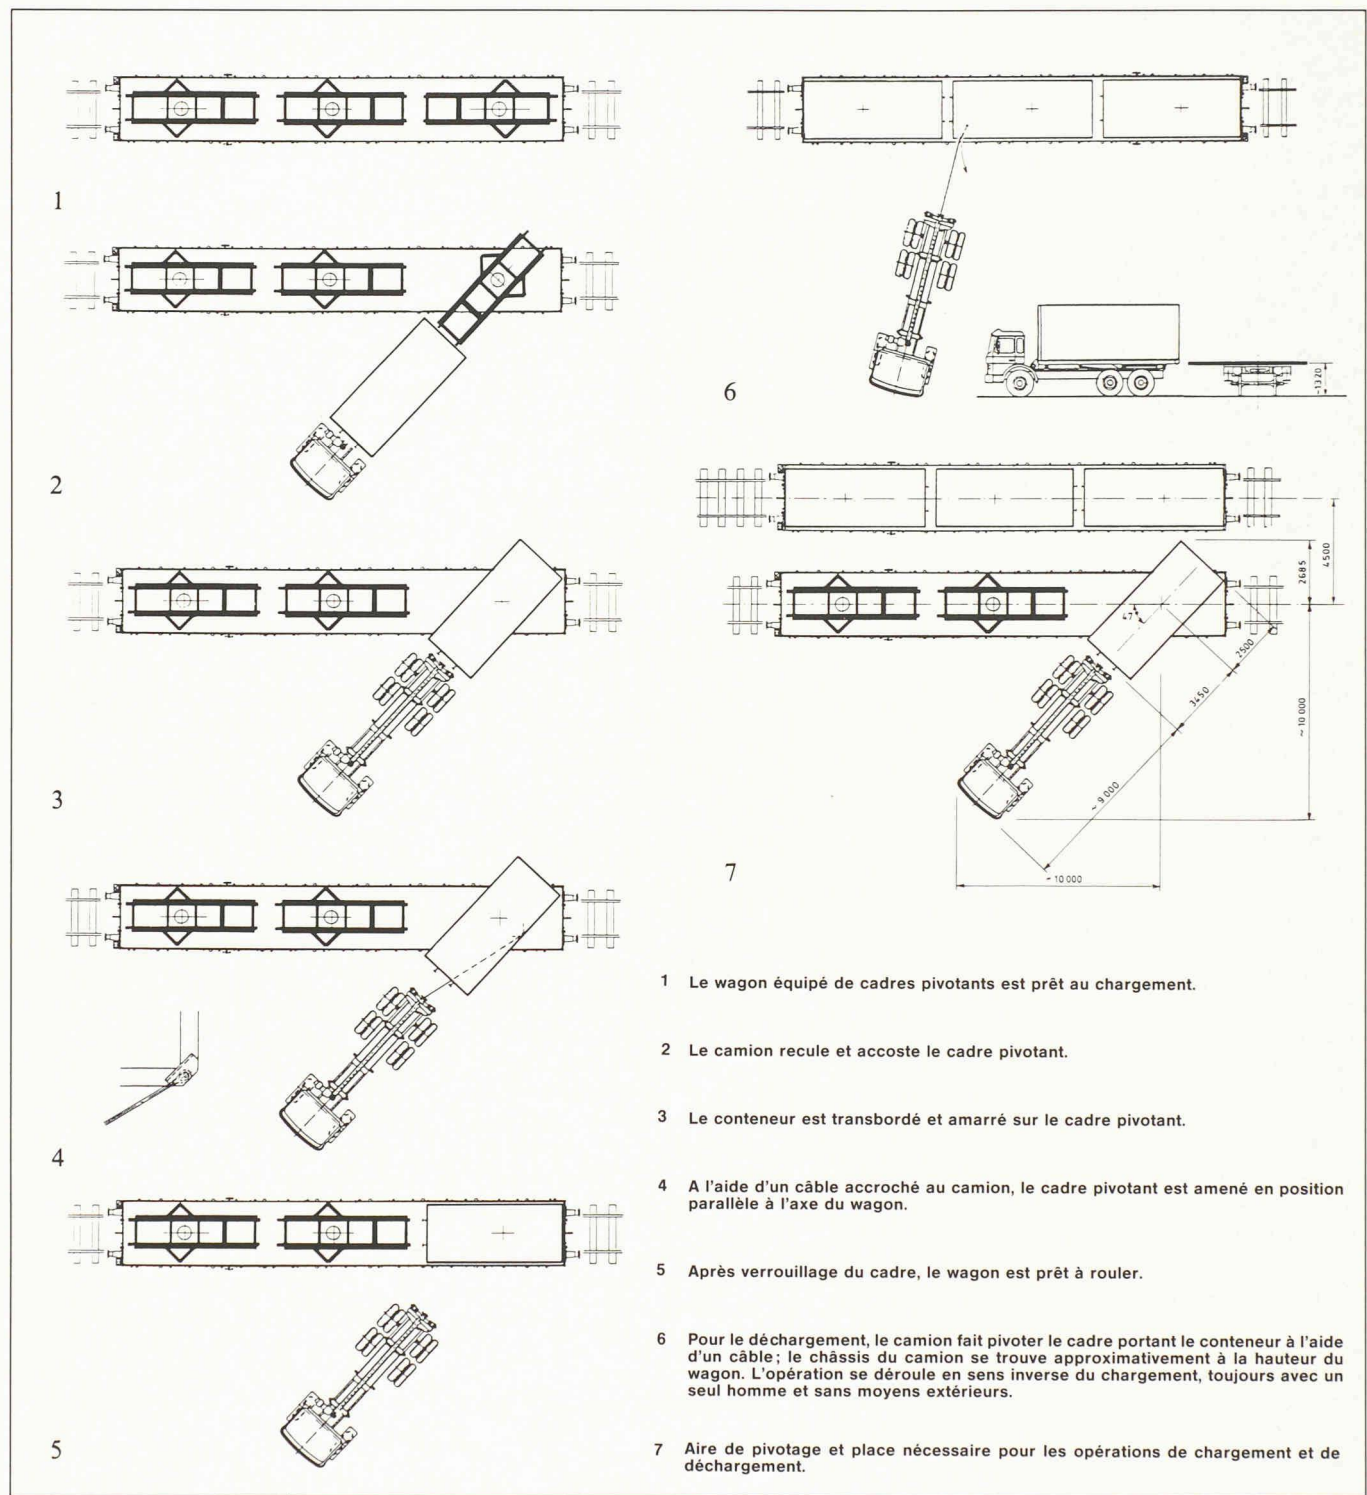 1
2
3
4
5
6
~1320
7
4500
2685
47°
2500
3450
~ 10 000
~ 9 000
~ 10 000
1 Le wagon équipé de cadres pivotants est prêt au chargement.
2 Le camion recule et accoste le cadre pivotant.
3 Le conteneur est transbordé et amarré sur le cadre pivotant.
4 A l'aide d'un câble accroché au camion, le cadre pivotant est amené en position
parallèle à l'axe du wagon.
5 Après verrouillage du cadre, le wagon est prêt à rouler.
6 Pour le déchargement, le camion fait pivoter le cadre portant le conteneur à l'aide
d'un câble; le châssis du camion se trouve approximativement à la hauteur du
wagon. L'opération se déroule en sens inverse du chargement, toujours avec un
seul homme et sans moyens extérieurs.
7 Aire de pivotage et place nécessaire pour les opérations de chargement et de
déchargement.